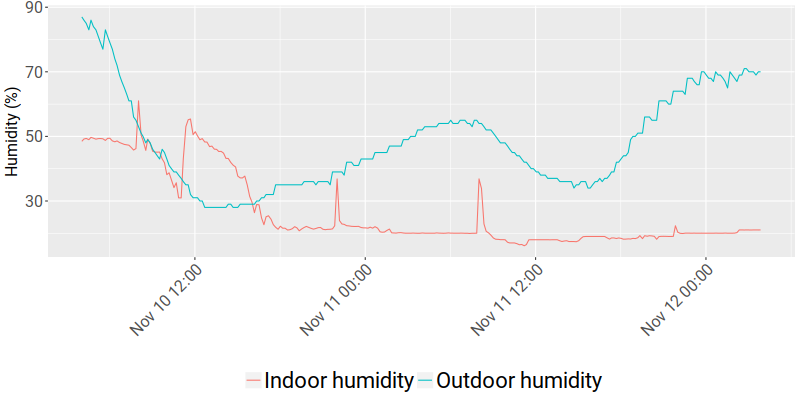 90
70
50
30
Humidity (%)
Nov 10 12:00
Nov 11 00:00
Nov 11 12:00
Nov 12 00:00
Indoor humidity
Outdoor humidity